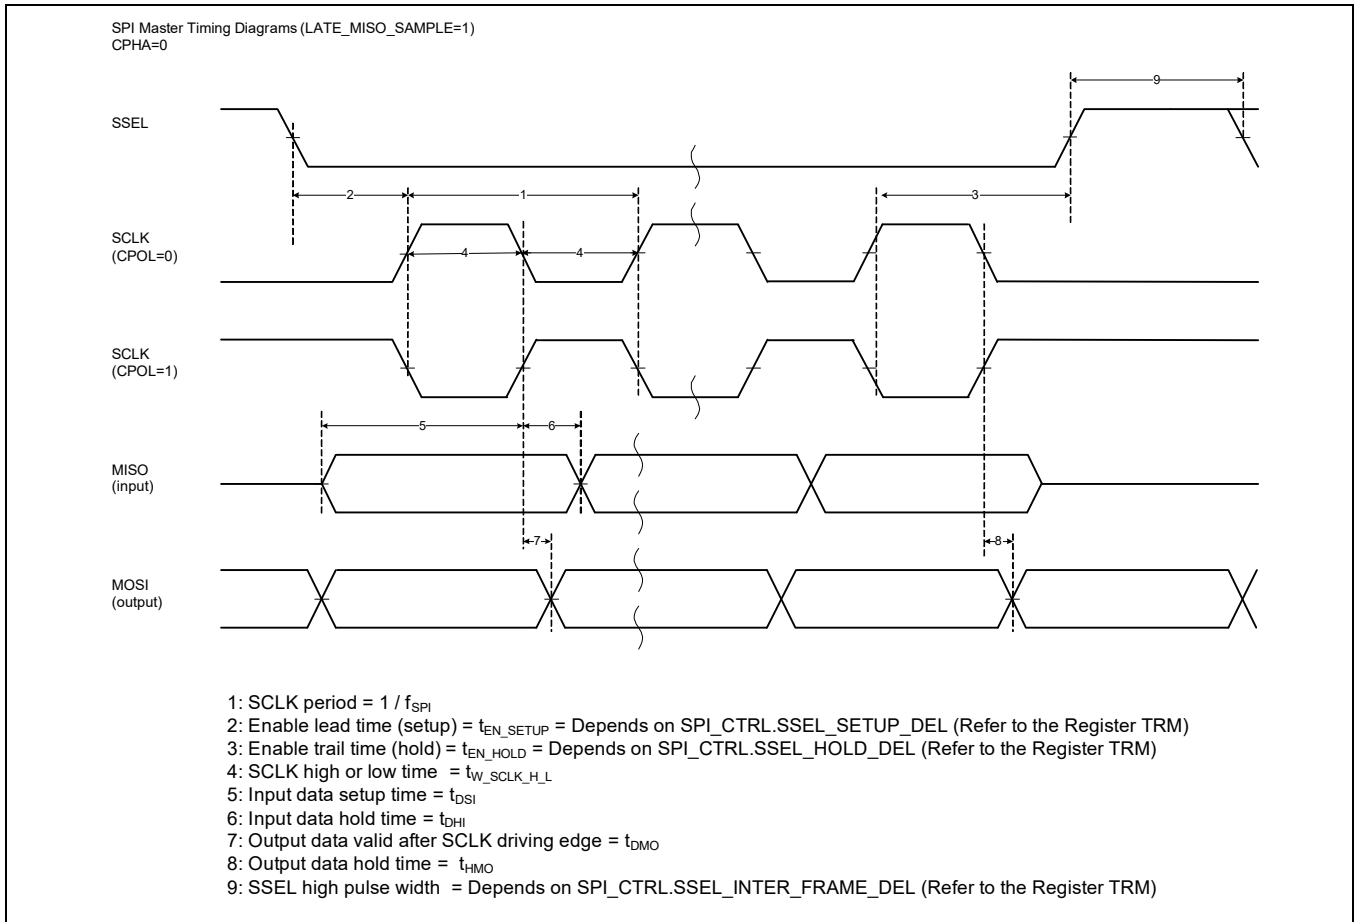 SPI Master Timing Diagrams (LATE_MISO_SAMPLE=1)
CPHA=0
9
SSEL
2
1
3
SCLK
(CPOL=0)
4
4
SCLK
(CPOL=1)
5
6
MISO
(input)
7
8
MOSI
(output)
1: SCLK period = 1 / fSPI
2: Enable lead time (setup) = tEN_SETUP = Depends on SPI_CTRL.SSEL_SETUP_DEL (Refer to the Register TRM)
3: Enable trail time (hold) = tEN_HOLD = Depends on SPI_CTRL.SSEL_HOLD_DEL (Refer to the Register TRM)
4: SCLK high or low time = tW_SCLK_H_L
5: Input data setup time = tDSI
6: Input data hold time = tDHI
7: Output data valid after SCLK driving edge = tDMO
8: Output data hold time = tHMO
9: SSEL high pulse width = Depends on SPI_CTRL.SSEL_INTER_FRAME_DEL (Refer to the Register TRM)